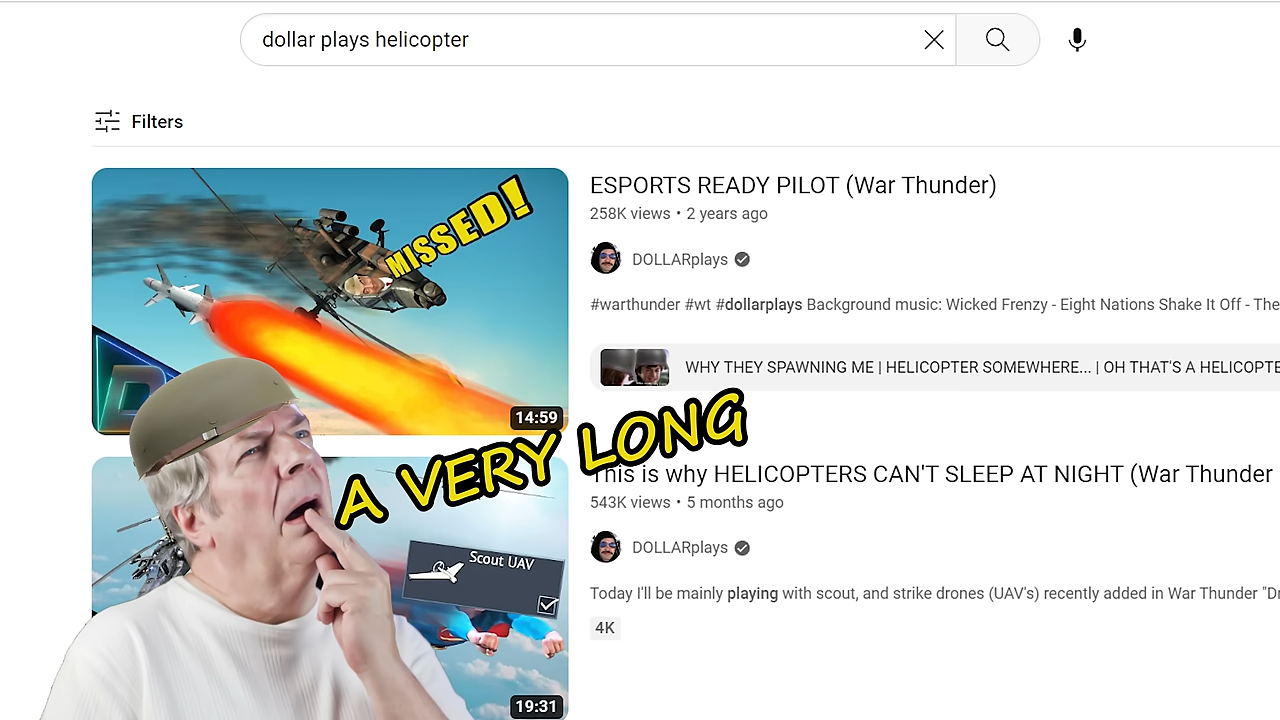 dollar plays helicopter
Filters
MISSED!
14:59
ESPORTS READY PILOT (War Thunder)
258K views • 2 years ago
DOLLARplays
#warthunder #wt #dollarplays Background music: Wicked Frenzy - Eight Nations Shake It Off - The
WHY THEY SPAWNING ME | HELICOPTER SOMEWHERE... | OH THAT'S A HELICOPTE
A VERY LONG
This is why HELICOPTERS CAN'T SLEEP AT NIGHT (War Thunder
543K views • 5 months ago
DOLLARplays
Scout UAV
Today I'll be mainly playing with scout, and strike drones (UAV's) recently added in War Thunder "Dr
4K
19:31